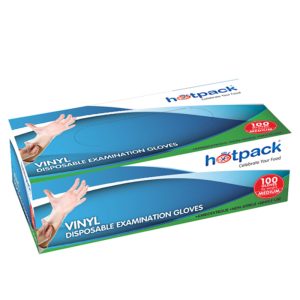 hotpack
Celebrate Your Food
100
MEDIUM
VINYL
DISPOSABLE EXAMINATION GLOVES
hotpack
Celebrate Your Food
100
MEDIUM
VINYL
DISPOSABLE EXAMINATION GLOVES